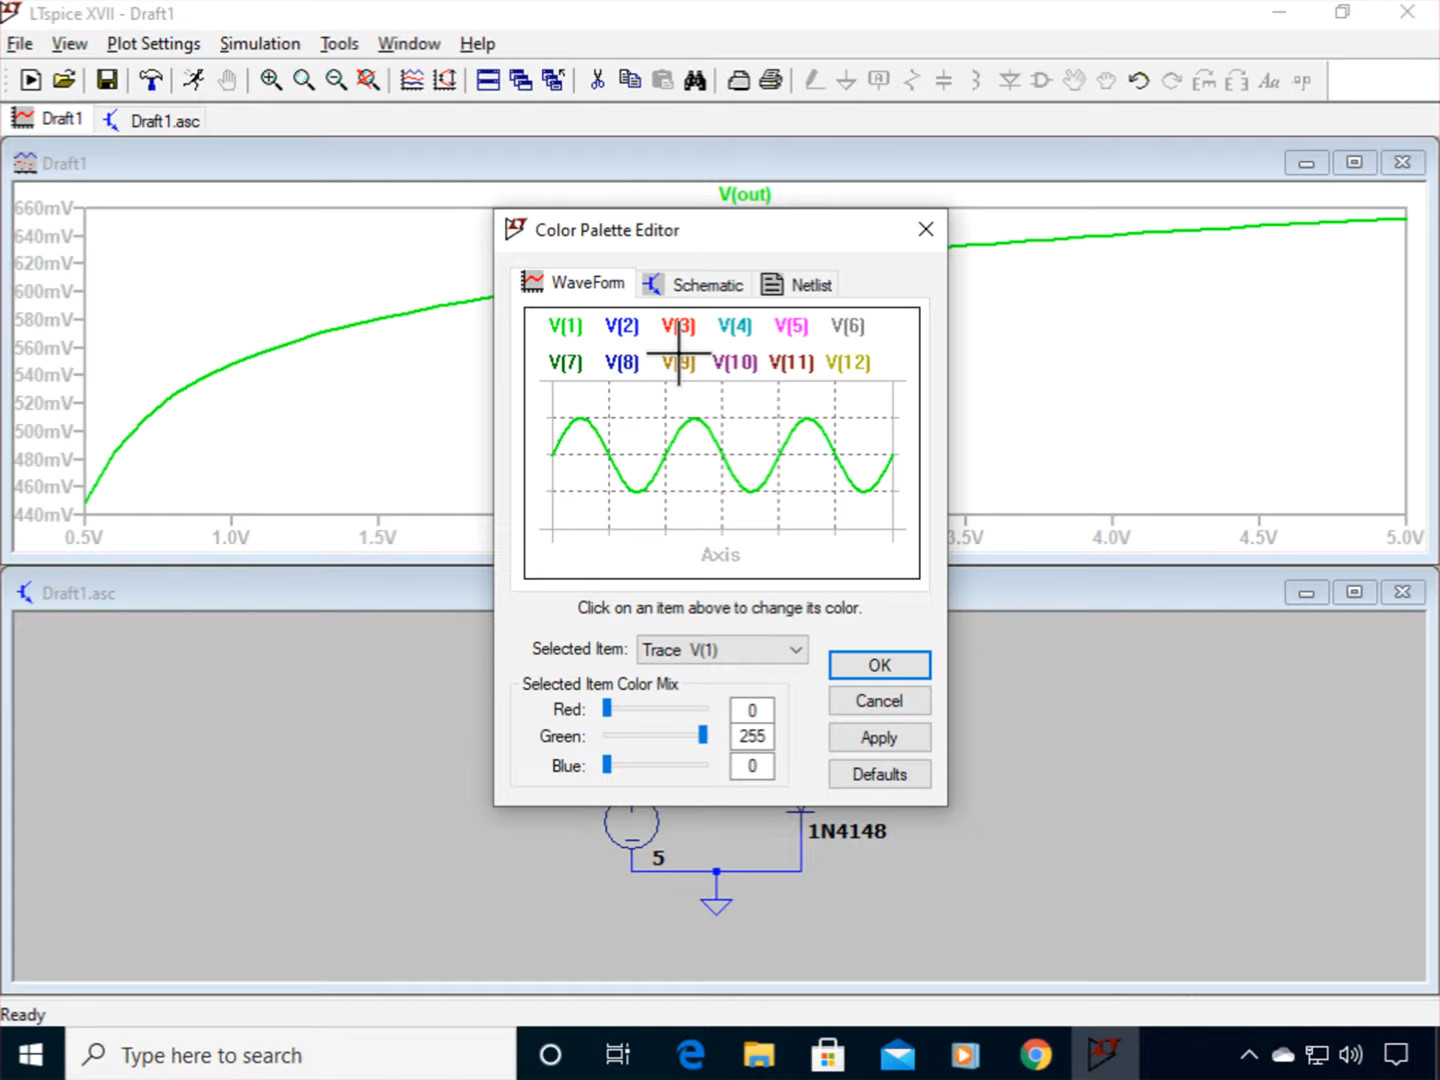 LTspice XVII - Draft1
File View Plot Settings Simulation Tools Window Help
Draft1 Draft1.asc
Draft1
V(out)
660mV
640mV
620mV
600mV
580mV
560mV
540mV
520mV
500mV
480mV
460mV
440mV
0.5V 1.0V 1.5V 3.5V 4.0V 4.5V 5.0V
Color Palette Editor
WaveForm Schematic Netlist
V(1) V(2) V(3) V(4) V(5) V(6)
V(7) V(8) V(9) V(10) V(11) V(12)
Axis
Click on an item above to change its color.
Selected Item: Trace V(1)
Selected Item Color Mix
Red: 0
Green: 255
Blue: 0
OK
Cancel
Apply
Defaults
Draft1.asc
1N4148
5
Ready
Type here to search